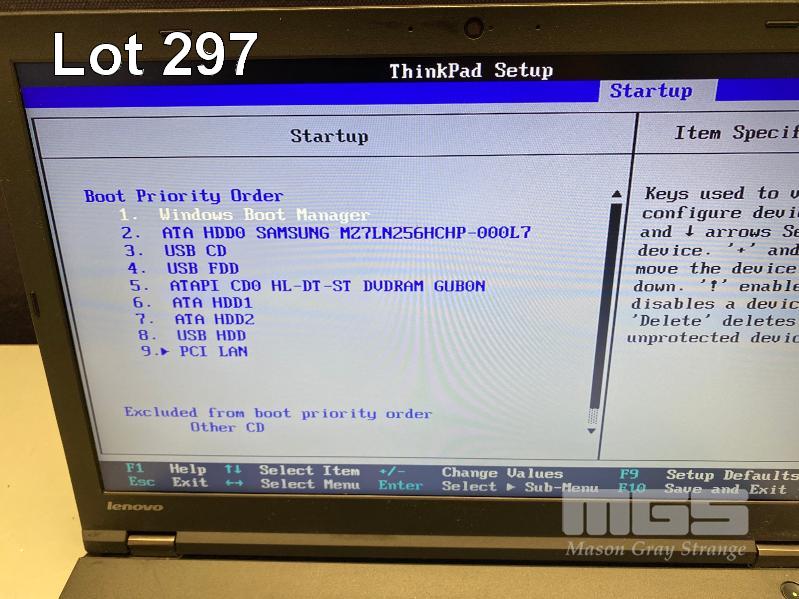 Lot 297
ThinkPad Setup
Startup
Startup
Item Specif
Boot Priority Order
1. Windows Boot Manager
2. ATA HDD0 SAMSUNG MZ7LN256HCHP-000L7
3. USB CD
4. USB FDD
5. ATAPI CD0 HL-DT-ST DVDRAM GUB0N
6. ATA HDD1
7. ATA HDD2
8. USB HDD
9.▸ PCI LAN
Excluded from boot priority order
Other CD
Keys used to v
configure devi
and ↓ arrows Se
device. '+' and
move the device
down. '!' enable
disables a devic
'Delete' deletes
unprotected devic
F1 Help ↑↓ Select Item +/- Change Values F9 Setup Defaults
Esc Exit ↔ Select Menu Enter Select ▸ Sub-Menu F10 Save and Exit
lenovo
MGS
Mason Gray Strange